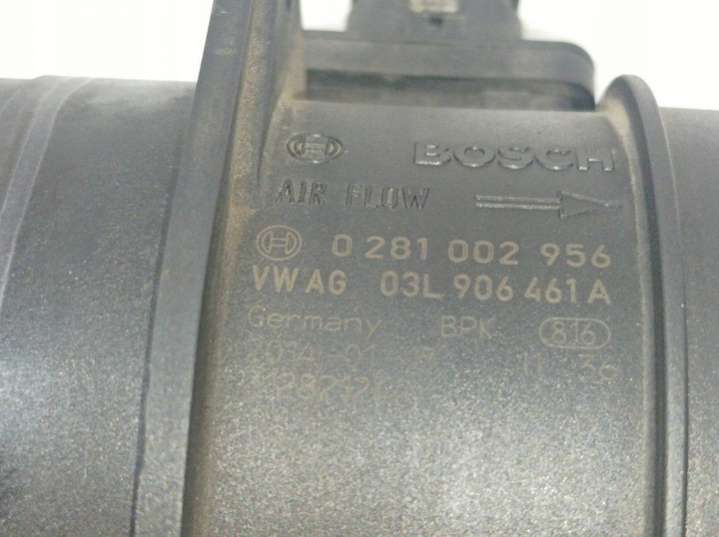 BOSCH
AIR FLOW
0 281 002 956
VW AG 03L 906 461 A
Germany BPK 816